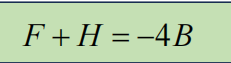 F + H = −4B